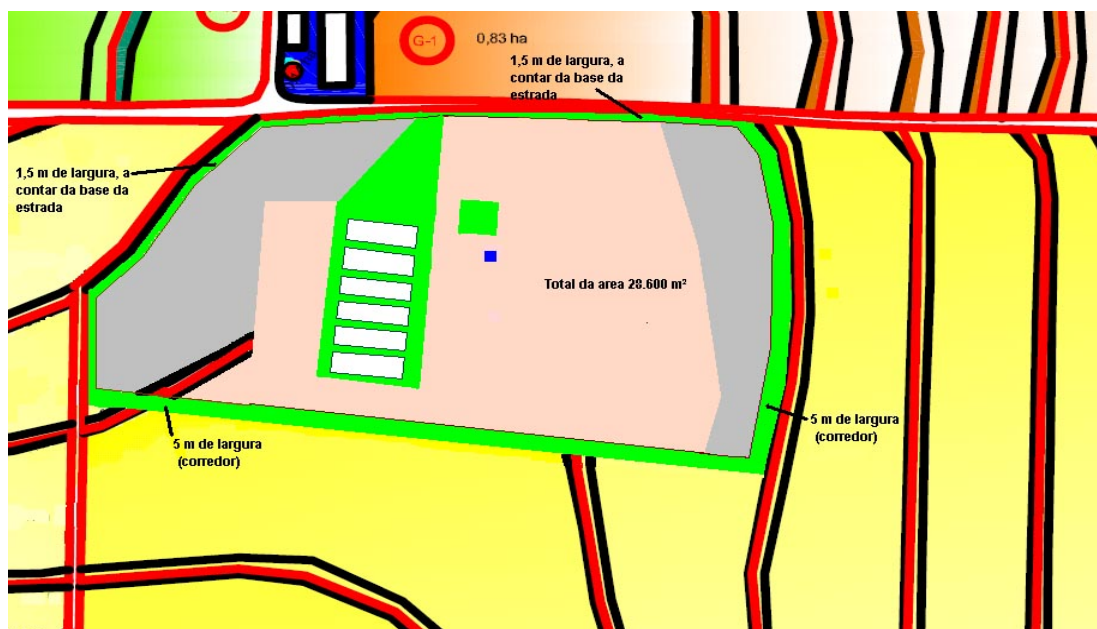 G-1
0,83 ha
1,5 m de largura, a
contar da base da
estrada
1,5 m de largura, a
contar da base da
estrada
Total da area 28.600 m²
5 m de largura
(corredor)
5 m de largura
(corredor)